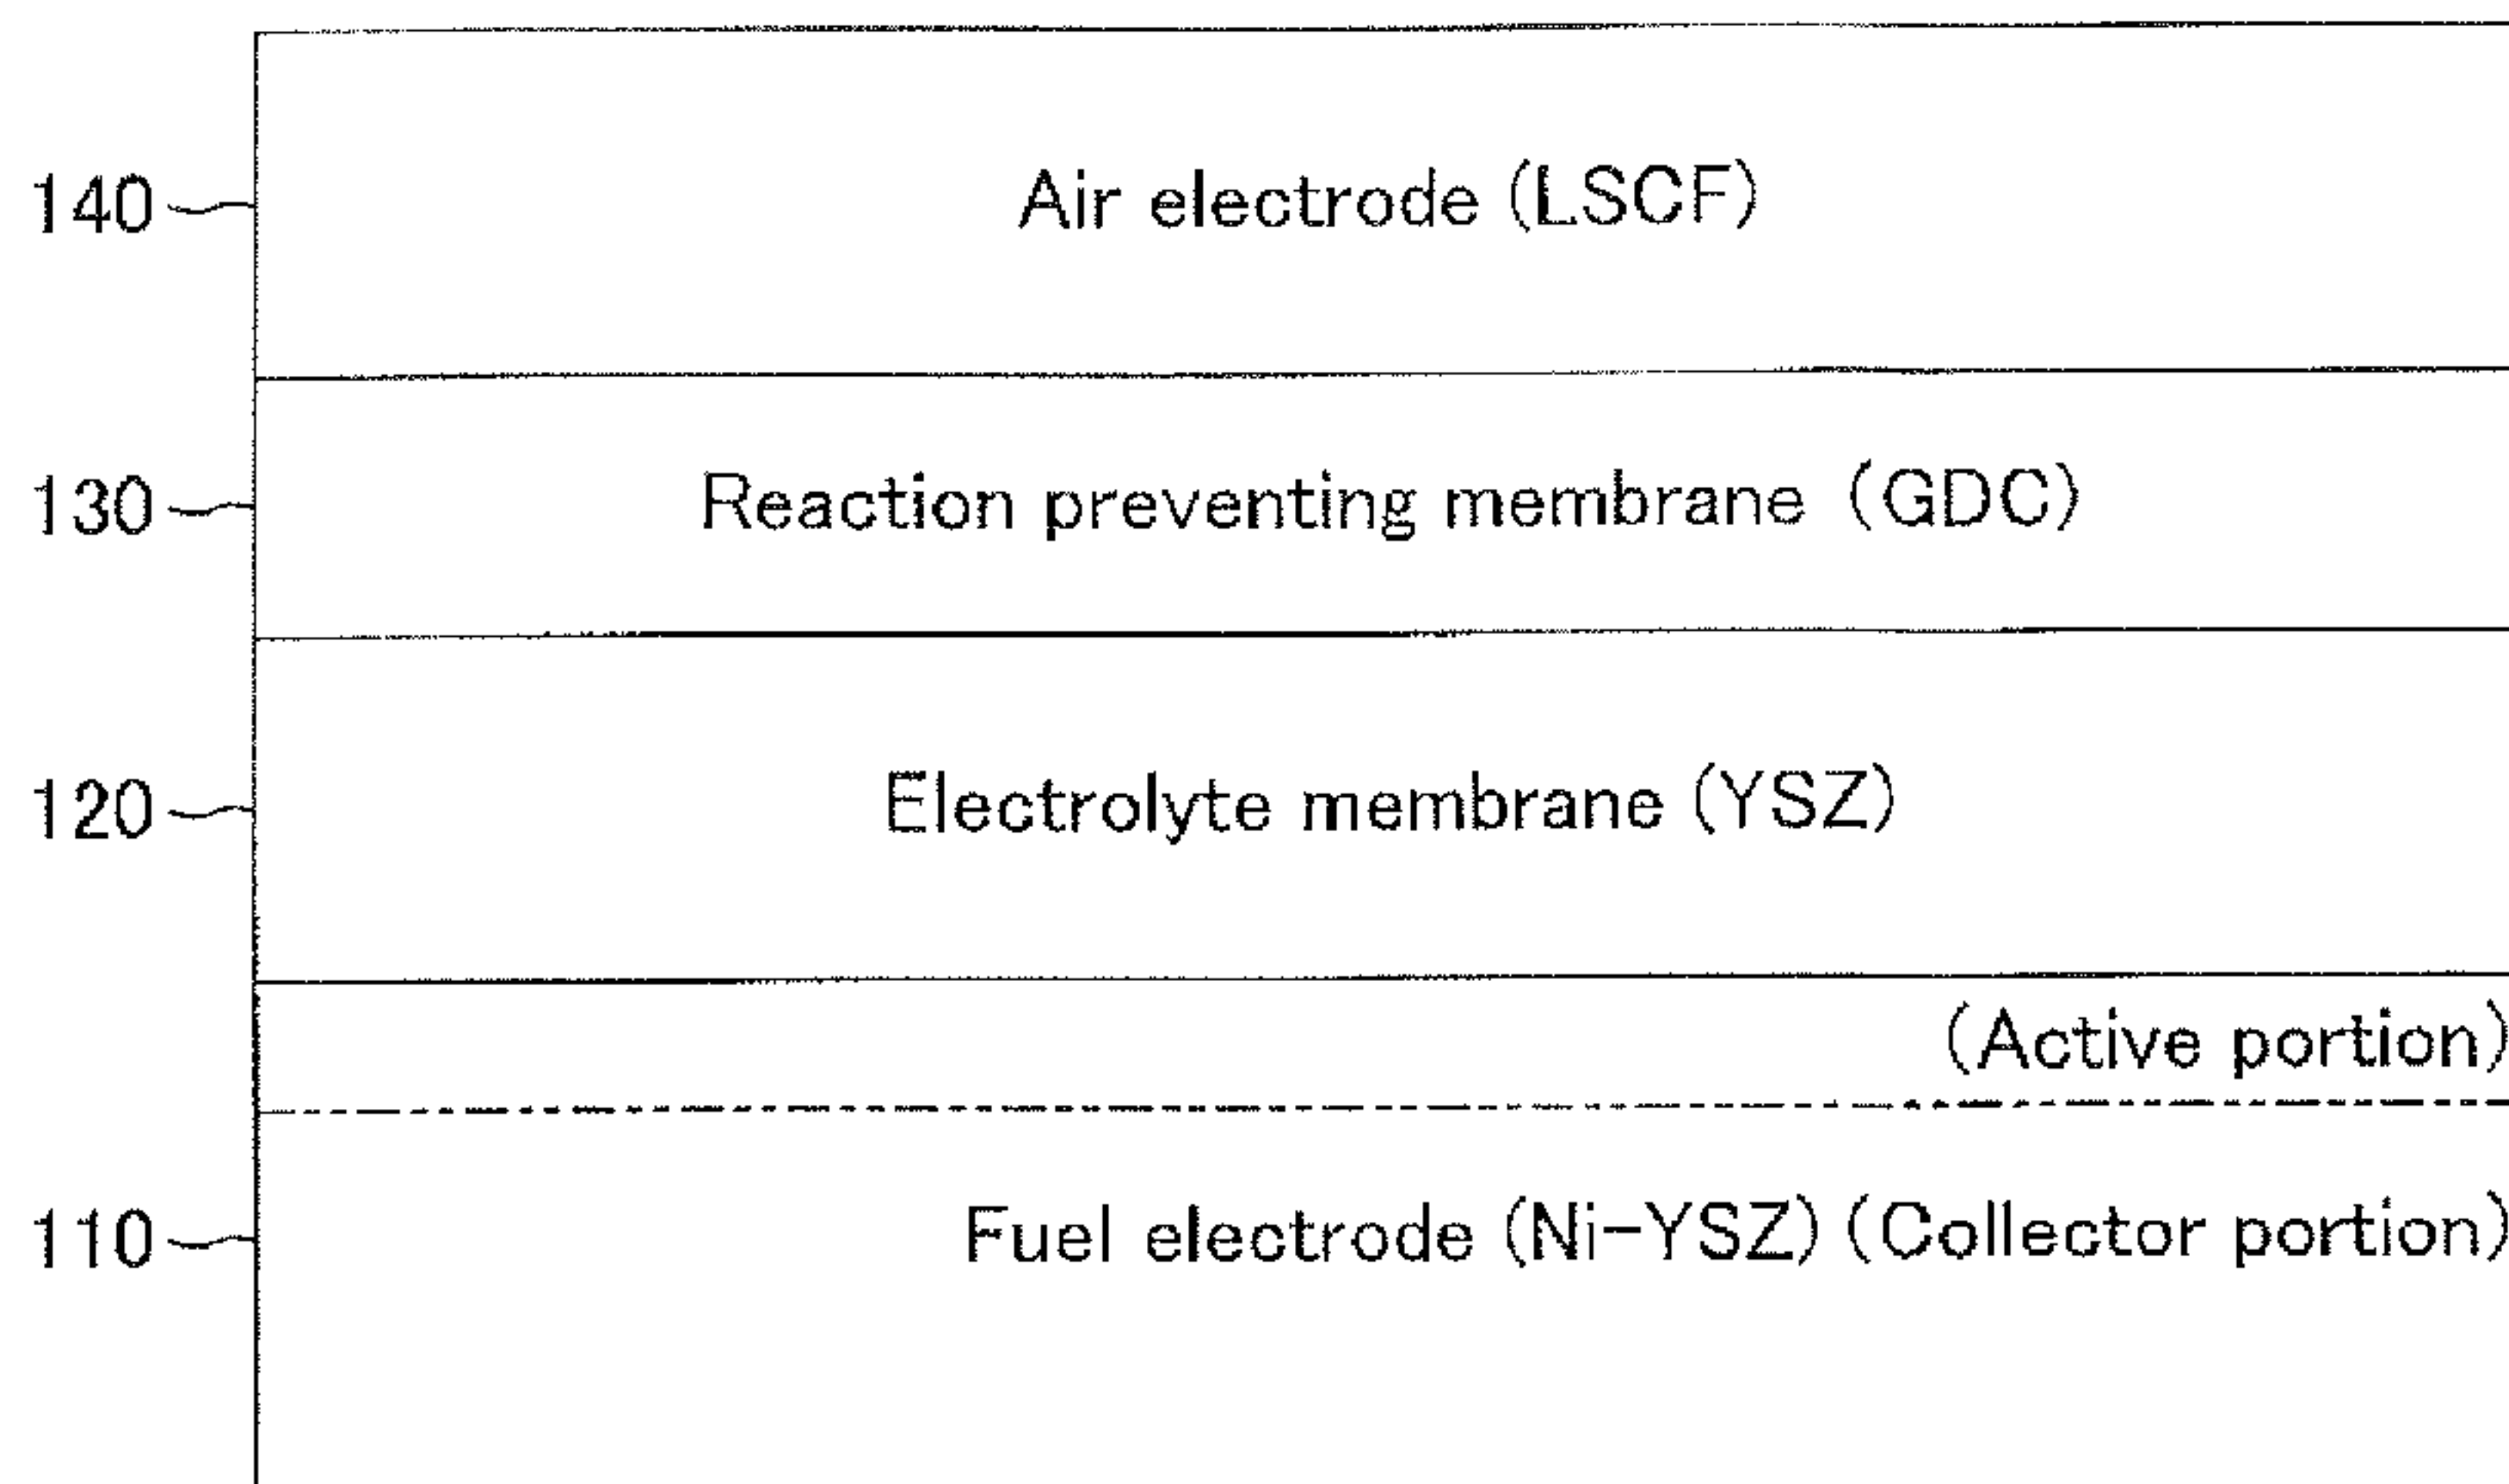 140 Air electrode (LSCF)
130 Reaction preventing membrane (GDC)
120 Electrolyte membrane (YSZ)
(Active portion)
110 Fuel electrode (Ni-YSZ) (Collector portion)